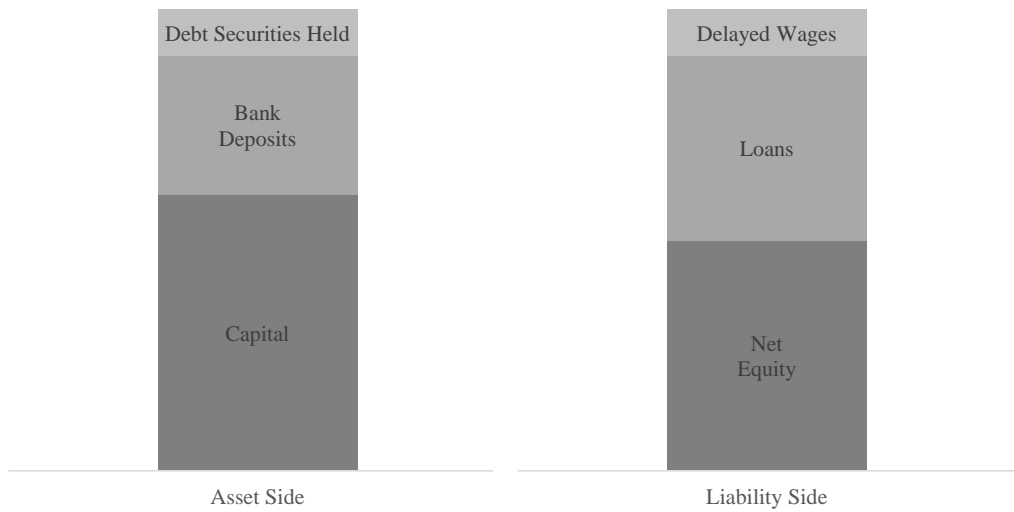 Debt Securities Held
Bank
Deposits
Capital
Asset Side
Delayed Wages
Loans
Net
Equity
Liability Side